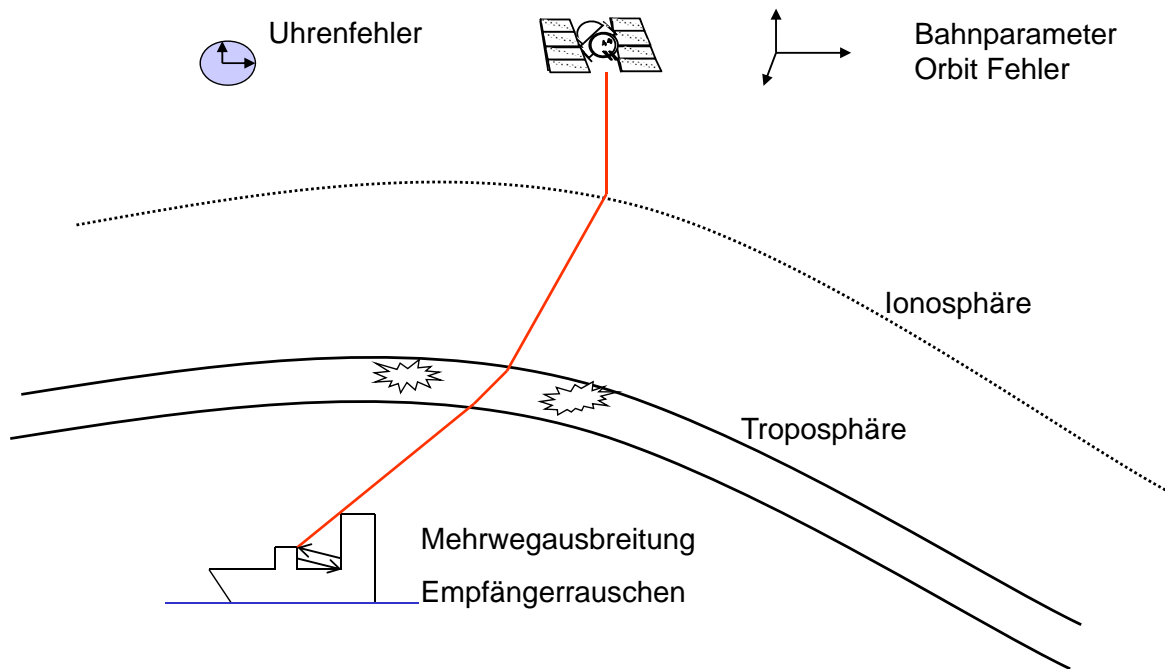 Uhrenfehler
Bahnparameter
Orbit Fehler
Ionosphäre
Troposphäre
Mehrwegausbreitung
Empfängerrauschen